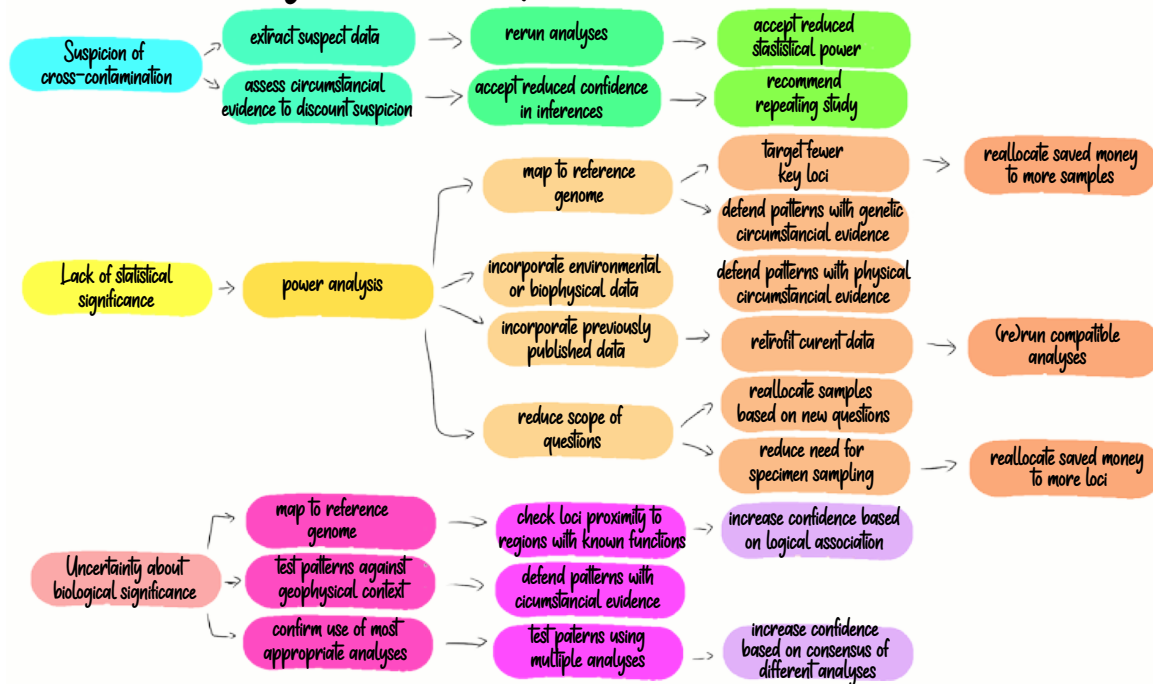 Suspicion of
cross-contamination
extract suspect data
rerun analyses
accept reduced
stastistical power
assess circumstancial
evidence to discount suspicion
accept reduced confidence
in inferences
recommend
repeating study
Lack of statistical
significance
power analysis
map to reference
genome
target fewer
key loci
reallocate saved money
to more samples
defend patterns with genetic
circumstancial evidence
incorporate environmental
or biophysical data
defend patterns with physical
circumstancial evidence
incorporate previously
published data
retrofit curent data
(re)run compatible
analyses
reduce scope of
questions
reallocate samples
based on new questions
reduce need for
specimen sampling
reallocate saved money
to more loci
Uncertainty about
biological significance
map to reference
genome
check loci proximity to
regions with known functions
increase confidence based
on logical association
test patterns against
geophysical context
defend patterns with
cicumstancial evidence
confirm use of most
appropriate analyses
test paterns using
multiple analyses
increase confidence
based on consensus of
different analyses